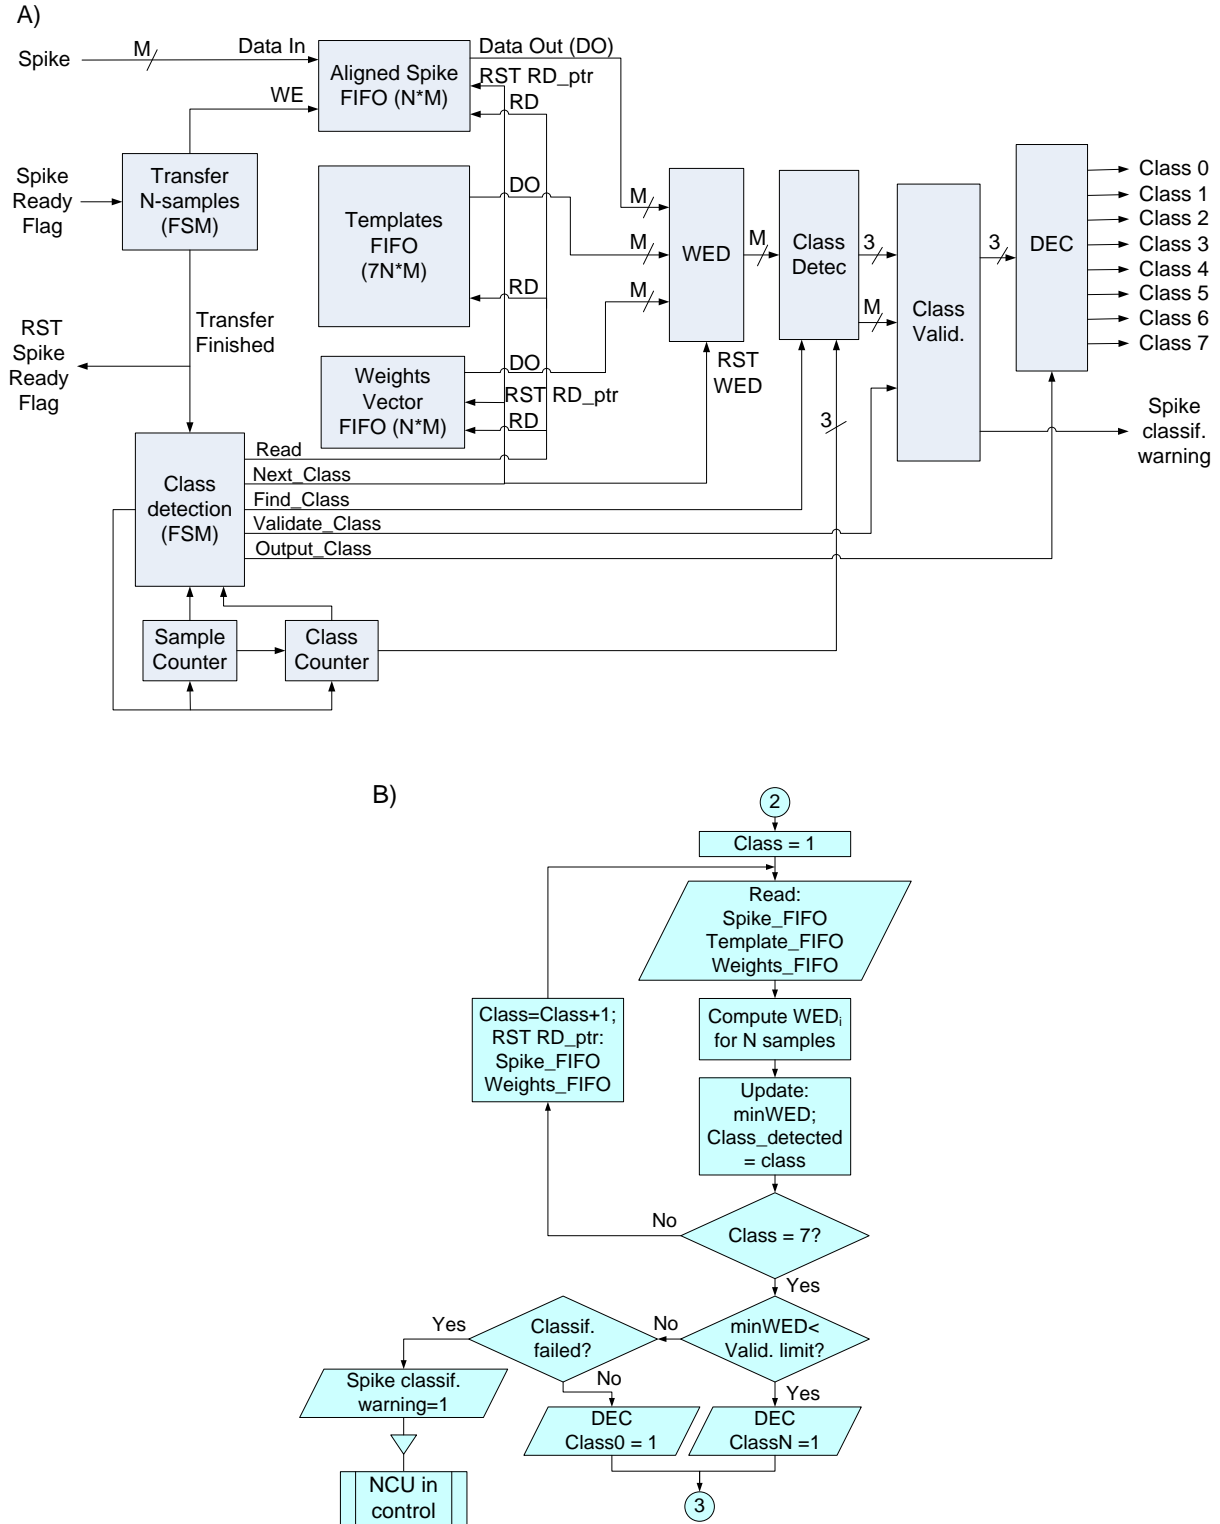 A)
Spike
M
Data In
Aligned Spike
FIFO (N*M)
Data Out (DO)
RST RD_ptr
RD
WE
Spike
Ready
Flag
Transfer
N-samples
(FSM)
Templates
FIFO
(7N*M)
DO
RD
M
M
M
WED
M
Class
Detec
3
M
Class
Valid.
3
DEC
Class 0
Class 1
Class 2
Class 3
Class 4
Class 5
Class 6
Class 7
RST
Spike
Ready
Flag
Transfer
Finished
Weights
Vector
FIFO (N*M)
DO
RST RD_ptr
RD
RST
WED
3
Spike
classif.
warning
Class
detection
(FSM)
Read
Next_Class
Find_Class
Validate_Class
Output_Class
Sample
Counter
Class
Counter
B)
2
Class = 1
Read:
Spike_FIFO
Template_FIFO
Weights_FIFO
Class=Class+1;
RST RD_ptr:
Spike_FIFO
Weights_FIFO
Compute WEDi
for N samples
Update:
minWED;
Class_detected
= class
No
Class = 7?
Yes
Yes
Classif.
failed?
No
minWED<
Valid. limit?
Spike classif.
warning=1
No
Yes
DEC
Class0 = 1
DEC
ClassN =1
NCU in
control
3